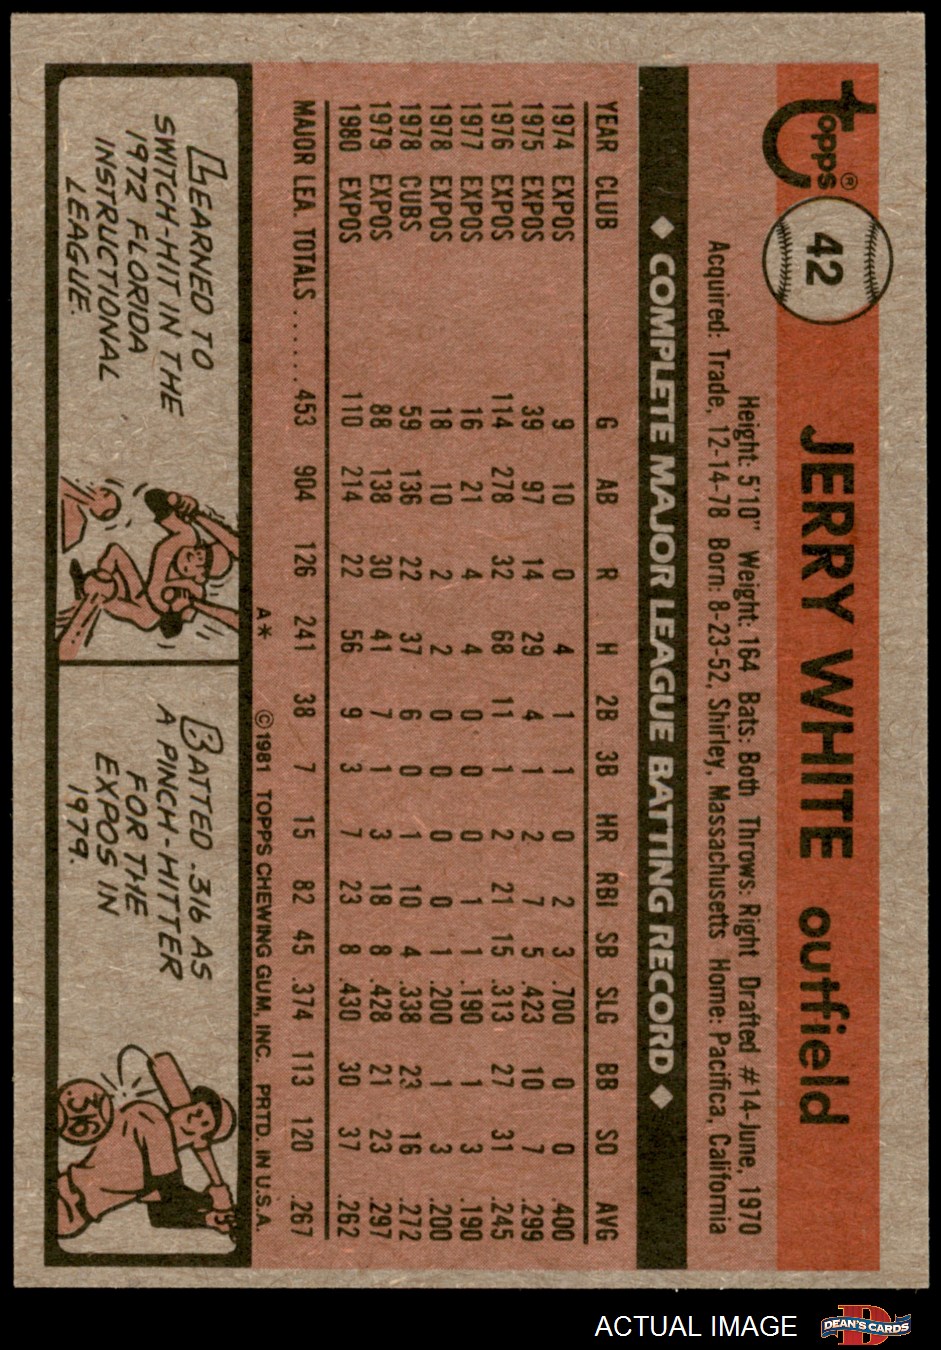 topps®
42
JERRY WHITE outfield
Height: 5'10" Weight: 164 Bats: Both Throws: Right Drafted #14-June, 1970
Acquired: Trade, 12-14-78 Born: 8-23-52, Shirley, Massachusetts Home: Pacifica, California
◆ COMPLETE MAJOR LEAGUE BATTING RECORD ◆
YEAR CLUB G AB R H 2B 3B HR RBI SB SLG BB SO AVG
1974 EXPOS 9 10 0 4 1 1 0 2 3 .700 0 0 .400
1975 EXPOS 39 97 14 29 4 1 2 7 5 .423 10 7 .299
1976 EXPOS 114 278 32 68 11 1 2 21 15 .313 27 31 .245
1977 EXPOS 16 21 4 4 0 0 0 1 1 .190 1 3 .190
1978 EXPOS 18 10 2 2 0 0 0 0 1 .200 1 3 .200
1978 CUBS 59 136 22 37 6 0 1 10 4 .338 23 16 .272
1979 EXPOS 88 138 30 41 7 1 3 18 8 .428 21 23 .297
1980 EXPOS 110 214 22 56 9 3 7 23 8 .430 30 37 .262
MAJOR LEA. TOTALS...... 453 904 126 241 38 7 15 82 45 .374 113 120 .267
A* ©1981 TOPPS CHEWING GUM, INC. PRTD. IN U.S.A.
LEARNED TO
SWITCH-HIT IN THE
1972 FLORIDA
INSTRUCTIONAL
LEAGUE.
BATTED .316 AS
A PINCH-HITTER
FOR THE
EXPOS IN
1979.
.316
ACTUAL IMAGE
DEAN'S CARDS